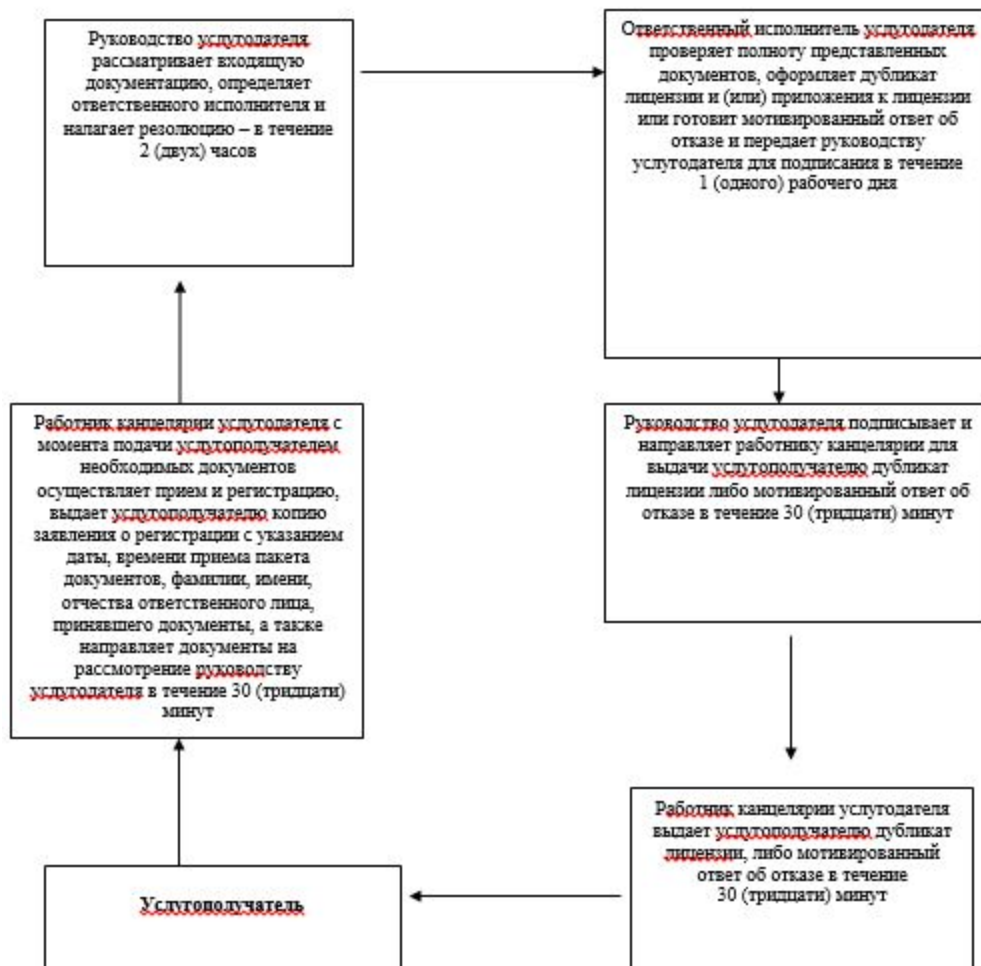 Руководство услугодателя
рассматривает входящую
документацию, определяет
ответственного исполнителя и
налагает резолюцию – в течение
2 (двух) часов
Ответственный исполнитель услугодателя
проверяет полноту представленных
документов, оформляет дубликат
лицензии и (или) приложения к лицензии
или готовит мотивированный ответ об
отказе и передает руководству
услугодателя для подписания в течение
1 (одного) рабочего дня
Работник канцелярии услугодателя с
момента подачи услугополучателем
необходимых документов
осуществляет прием и регистрацию,
выдает услугополучателю копию
заявления о регистрации с указанием
даты, времени приема пакета
документов, фамилии, имени,
отчества ответственного лица,
принявшего документы, а также
направляет документы на
рассмотрение руководству
услугодателя в течение 30 (тридцати)
минут
Руководство услугодателя подписывает и
направляет работнику канцелярии для
выдачи услугополучателю дубликат
лицензии либо мотивированный ответ об
отказе в течение 30 (тридцати) минут
Работник канцелярии услугодателя
выдает услугополучателю дубликат
лицензии, либо мотивированный
ответ об отказе в течение
30 (тридцати) минут
Услугополучатель